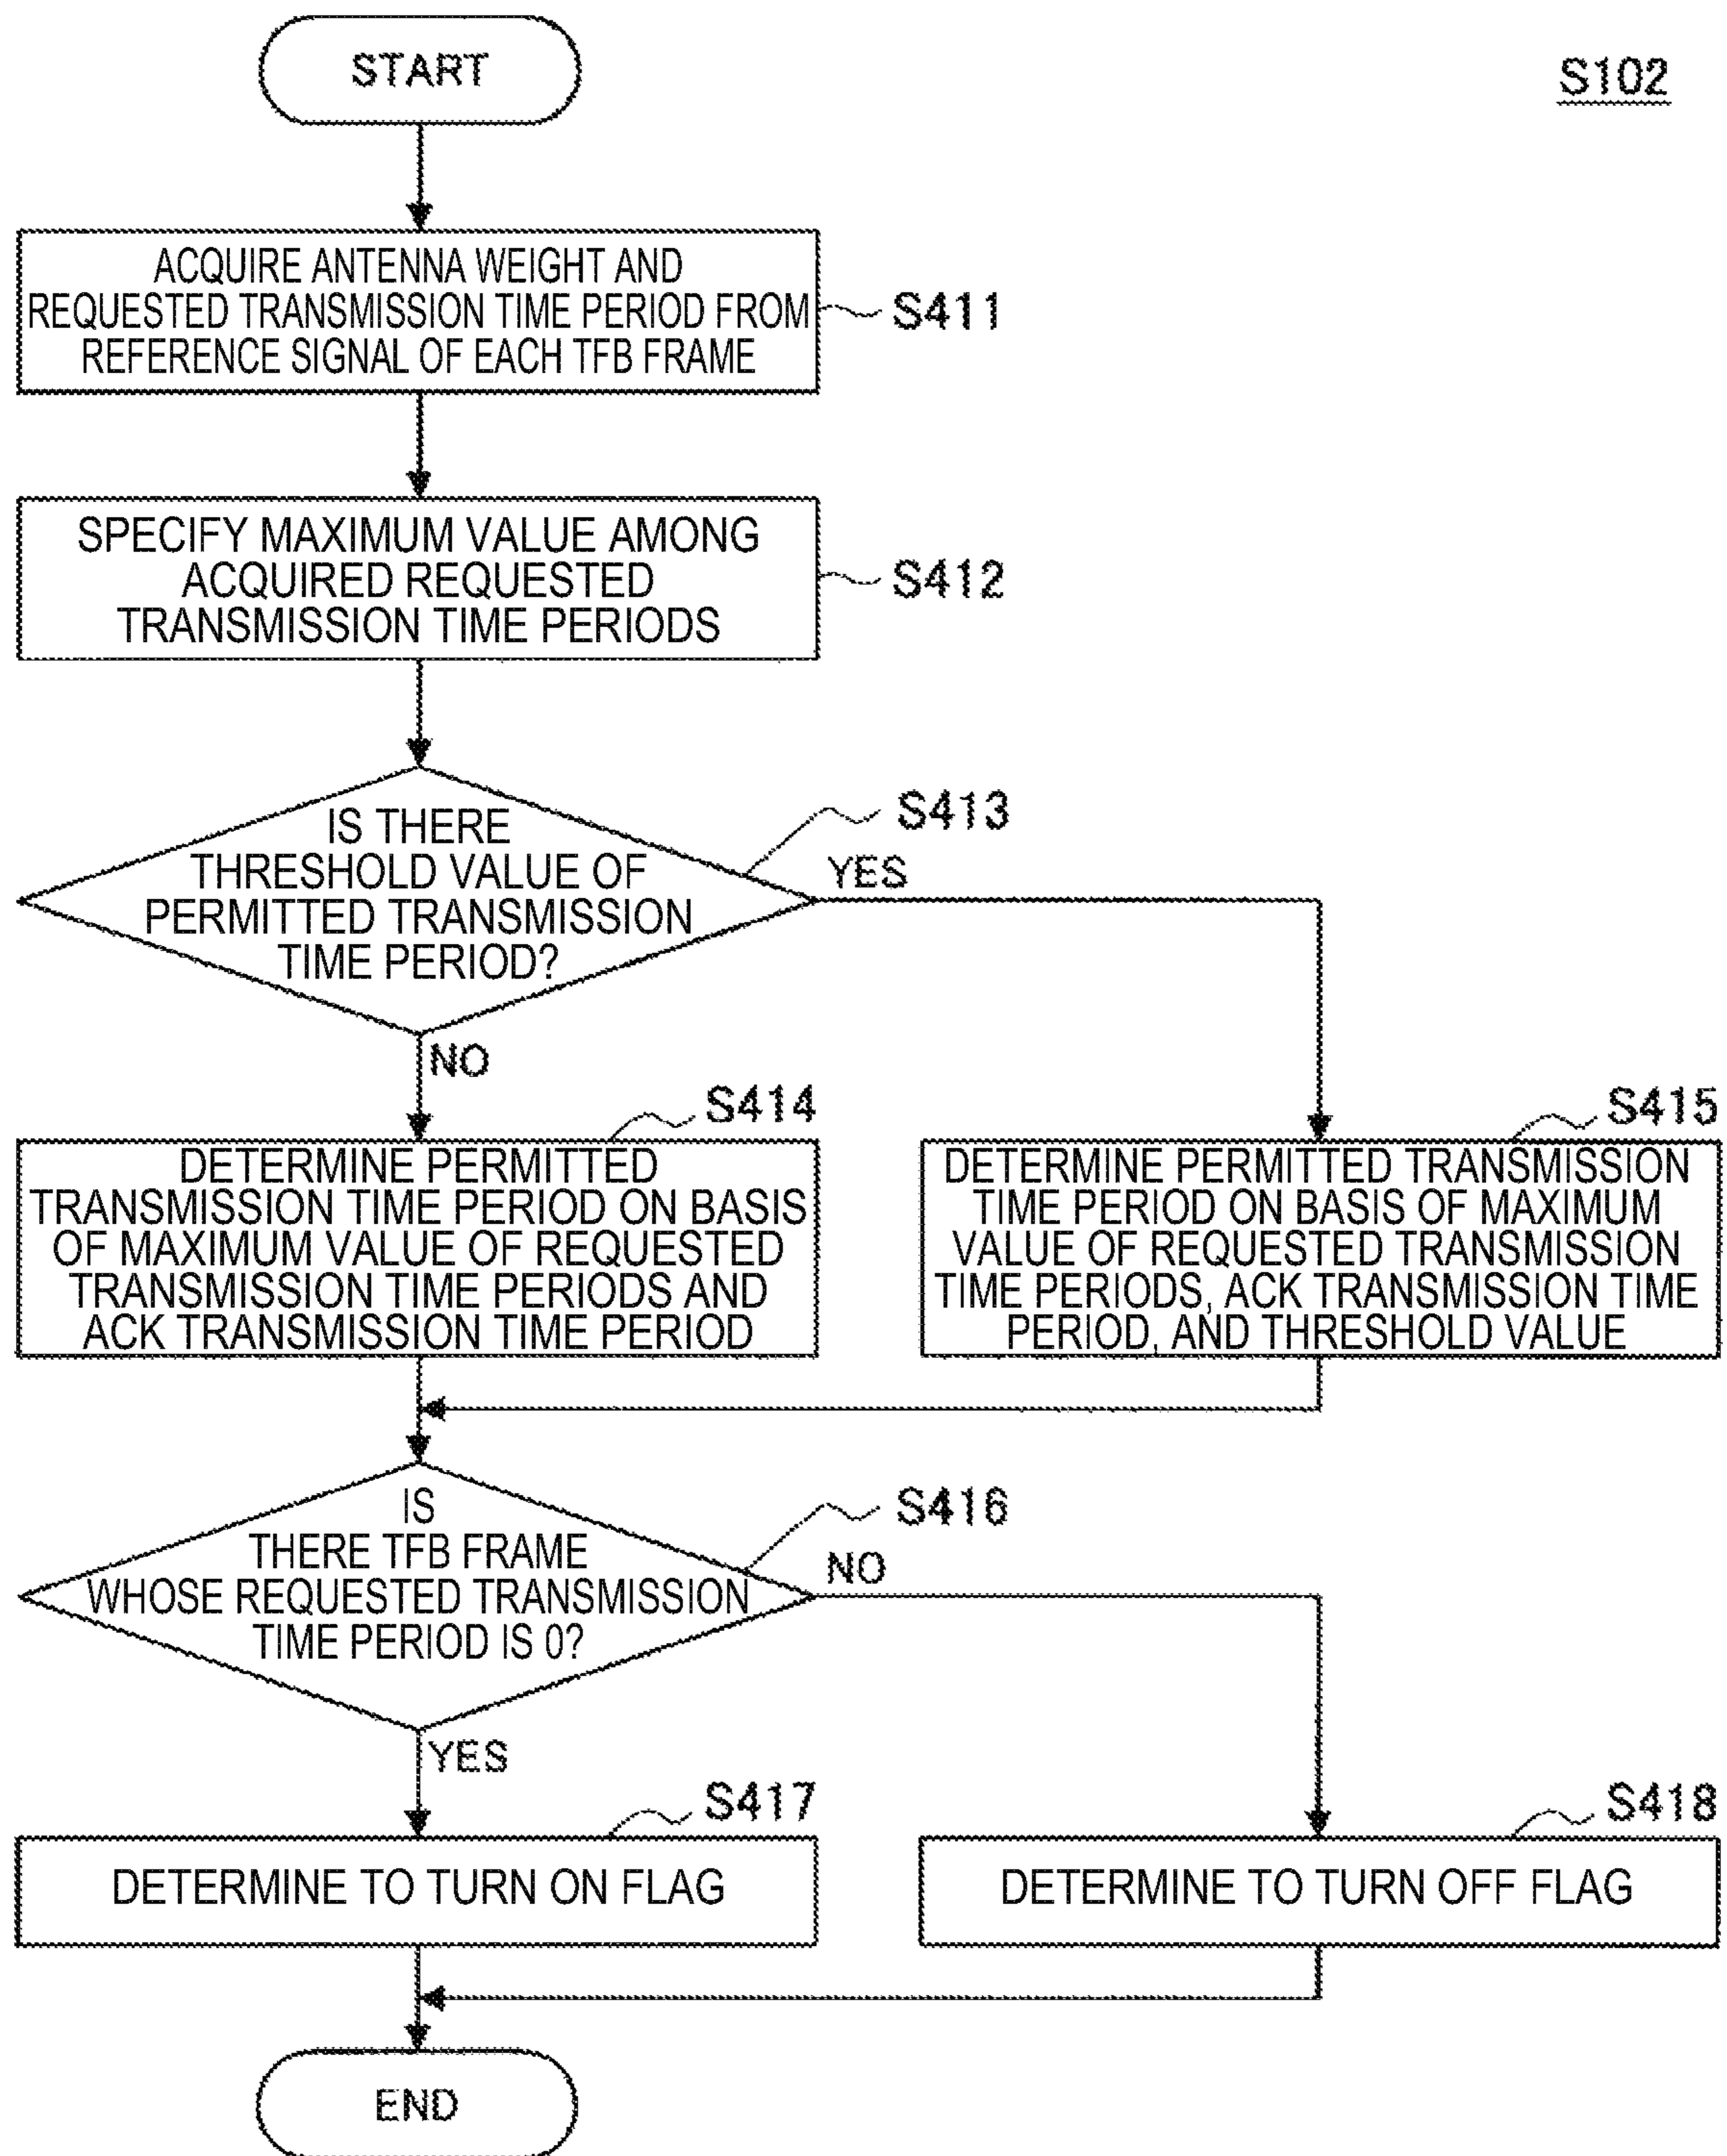 START
S102
ACQUIRE ANTENNA WEIGHT AND
REQUESTED TRANSMISSION TIME PERIOD FROM
REFERENCE SIGNAL OF EACH TFB FRAME
S411
SPECIFY MAXIMUM VALUE AMONG
ACQUIRED REQUESTED
TRANSMISSION TIME PERIODS
S412
IS THERE
THRESHOLD VALUE OF
PERMITTED TRANSMISSION
TIME PERIOD?
S413
YES
NO
S414
DETERMINE PERMITTED
TRANSMISSION TIME PERIOD ON BASIS
OF MAXIMUM VALUE OF REQUESTED
TRANSMISSION TIME PERIODS AND
ACK TRANSMISSION TIME PERIOD
S415
DETERMINE PERMITTED TRANSMISSION
TIME PERIOD ON BASIS OF MAXIMUM
VALUE OF REQUESTED TRANSMISSION
TIME PERIODS, ACK TRANSMISSION TIME
PERIOD, AND THRESHOLD VALUE
IS
THERE TFB FRAME
WHOSE REQUESTED TRANSMISSION
TIME PERIOD IS 0?
S416
NO
YES
S417
DETERMINE TO TURN ON FLAG
S418
DETERMINE TO TURN OFF FLAG
END